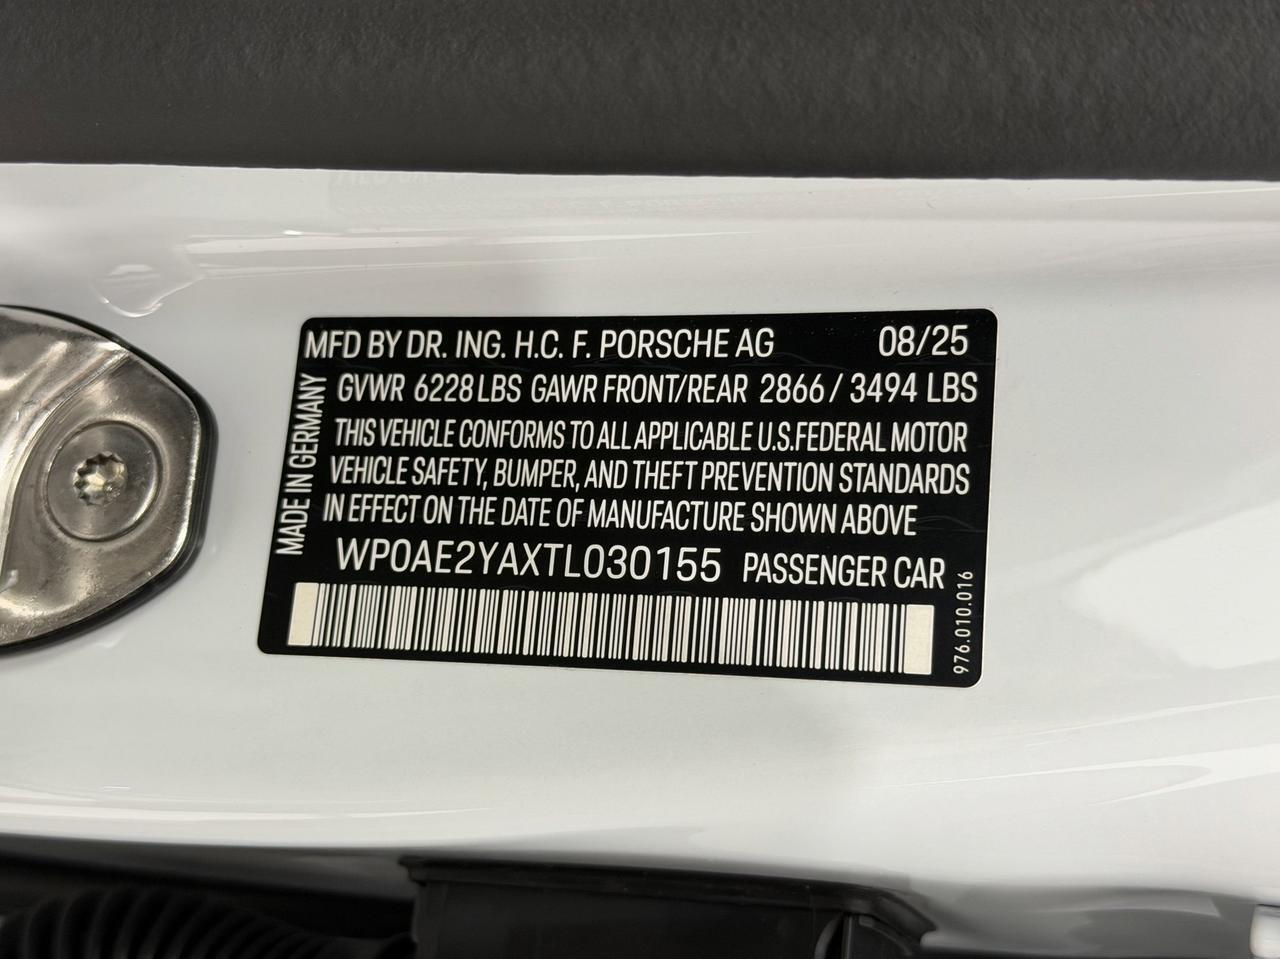 MFD BY DR. ING. H.C. F. PORSCHE AG 08/25
GVWR 6228 LBS GAWR FRONT/REAR 2866 / 3494 LBS
THIS VEHICLE CONFORMS TO ALL APPLICABLE U.S.FEDERAL MOTOR
VEHICLE SAFETY, BUMPER, AND THEFT PREVENTION STANDARDS
IN EFFECT ON THE DATE OF MANUFACTURE SHOWN ABOVE
WP0AE2YAXTL030155 PASSENGER CAR
MADE IN GERMANY
976.010.016